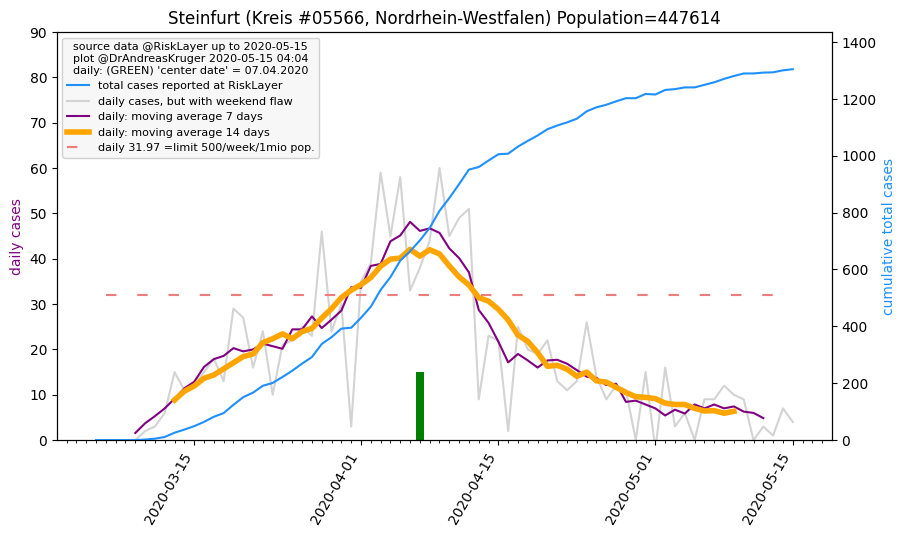 Steinfurt (Kreis #05566, Nordrhein-Westfalen) Population=447614
source data @RiskLayer up to 2020-05-15
plot @DrAndreasKruger 2020-05-15 04:04
daily: (GREEN) 'center date' = 07.04.2020
total cases reported at RiskLayer
daily cases, but with weekend flaw
daily: moving average 7 days
daily: moving average 14 days
daily 31.97 =limit 500/week/1mio pop.
daily cases
90
80
70
60
50
40
30
20
10
0
1400
1200
1000
800
600
400
200
0
cumulative total cases
2020-03-15
2020-04-01
2020-04-15
2020-05-01
2020-05-15